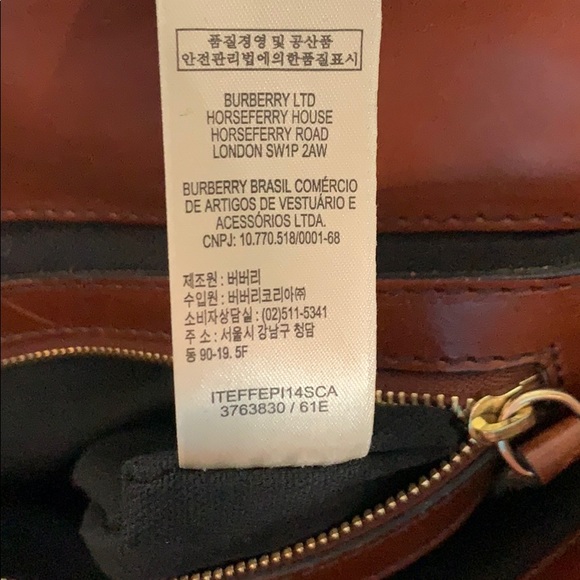 품질경영 및 공산품
안전관리법에의한품질표시
BURBERRY LTD
HORSEFERRY HOUSE
HORSEFERRY ROAD
LONDON SW1P 2AW
BURBERRY BRASIL COMÉRCIO
DE ARTIGOS DE VESTUÁRIO E
ACESSÓRIOS LTDA.
CNPJ: 10.770.518/0001-68
제조원 : 버버리
수입원 : 버버리코리아㈜
소비자상담실 : (02)511-5341
주 소 : 서울시 강남구 청담
동 90-19. 5F
ITEFFEPI14SCA
3763830 / 61E